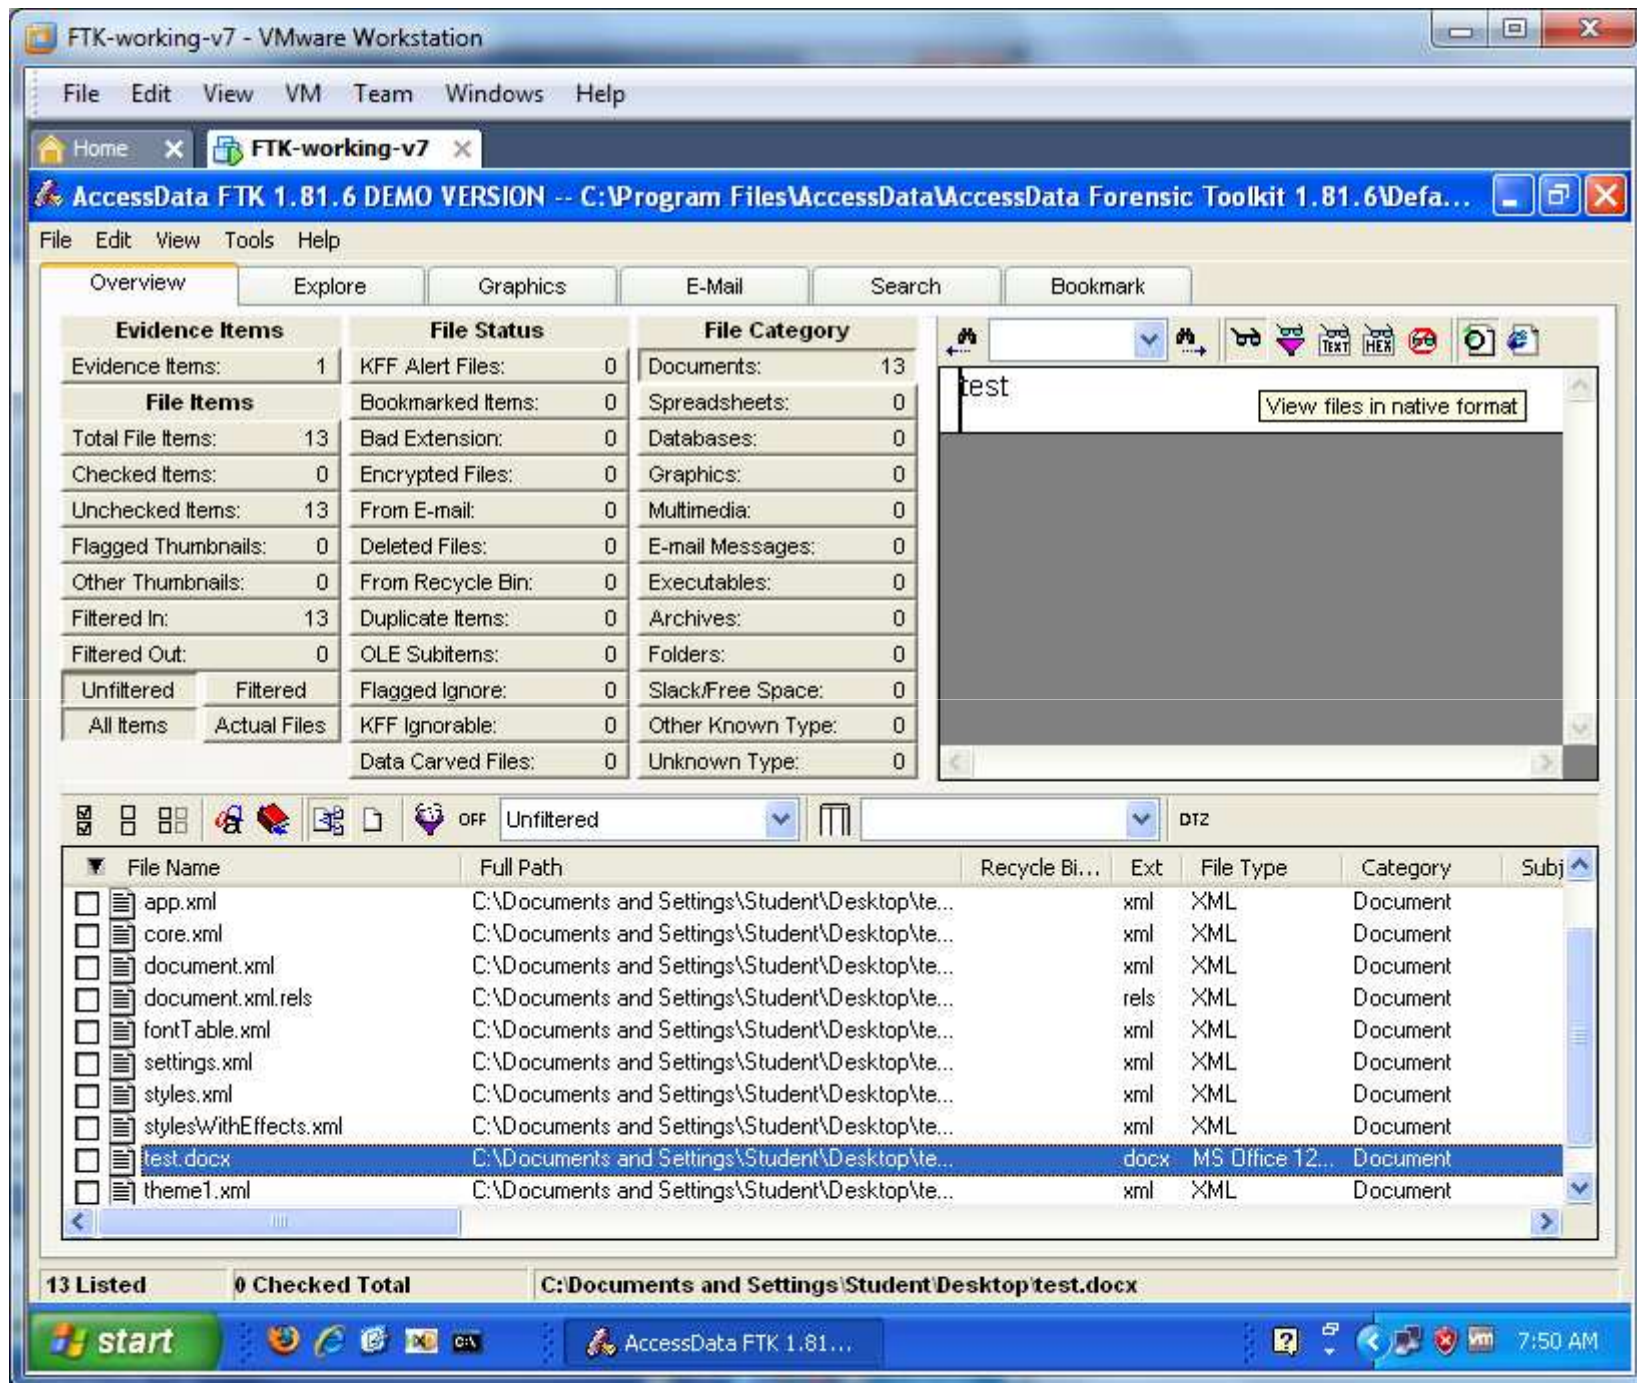 FTK-working-v7 - VMware Workstation
File Edit View VM Team Windows Help
Home FTK-working-v7
AccessData FTK 1.81.6 DEMO VERSION -- C:\Program Files\AccessData\AccessData Forensic Toolkit 1.81.6\Defa...
File Edit View Tools Help
Overview Explore Graphics E-Mail Search Bookmark
Evidence Items
Evidence Items: 1
File Items
Total File Items: 13
Checked Items: 0
Unchecked Items: 13
Flagged Thumbnails: 0
Other Thumbnails: 0
Filtered In: 13
Filtered Out: 0
Unfiltered Filtered
All Items Actual Files
File Status
KFF Alert Files: 0
Bookmarked Items: 0
Bad Extension: 0
Encrypted Files: 0
From E-mail: 0
Deleted Files: 0
From Recycle Bin: 0
Duplicate Items: 0
OLE Subitems: 0
Flagged Ignore: 0
KFF Ignorable: 0
Data Carved Files: 0
File Category
Documents: 13
Spreadsheets: 0
Databases: 0
Graphics: 0
Multimedia: 0
E-mail Messages: 0
Executables: 0
Archives: 0
Folders: 0
Slack/Free Space: 0
Other Known Type: 0
Unknown Type: 0
TEXT HEX
test
View files in native format
OFF Unfiltered DTZ
File Name Full Path Recycle Bi... Ext File Type Category Subj
app.xml C:\Documents and Settings\Student\Desktop\te... xml XML Document
core.xml C:\Documents and Settings\Student\Desktop\te... xml XML Document
document.xml C:\Documents and Settings\Student\Desktop\te... xml XML Document
document.xml.rels C:\Documents and Settings\Student\Desktop\te... rels XML Document
fontTable.xml C:\Documents and Settings\Student\Desktop\te... xml XML Document
settings.xml C:\Documents and Settings\Student\Desktop\te... xml XML Document
styles.xml C:\Documents and Settings\Student\Desktop\te... xml XML Document
stylesWithEffects.xml C:\Documents and Settings\Student\Desktop\te... xml XML Document
test.docx C:\Documents and Settings\Student\Desktop\te... docx MS Office 12... Document
theme1.xml C:\Documents and Settings\Student\Desktop\te... xml XML Document
13 Listed 0 Checked Total C:\Documents and Settings\Student\Desktop\test.docx
start AccessData FTK 1.81... vm 7:50 AM